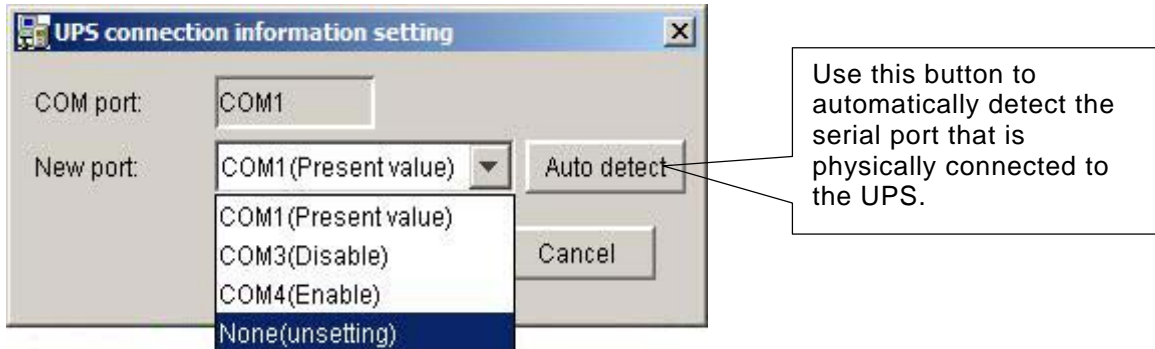 UPS connection information setting
COM port:
COM1
New port:
COM1(Present value)
Auto detect
COM1(Present value)
COM3(Disable)
COM4(Enable)
None(unsetting)
Cancel
Use this button to
automatically detect the
serial port that is
physically connected to
the UPS.